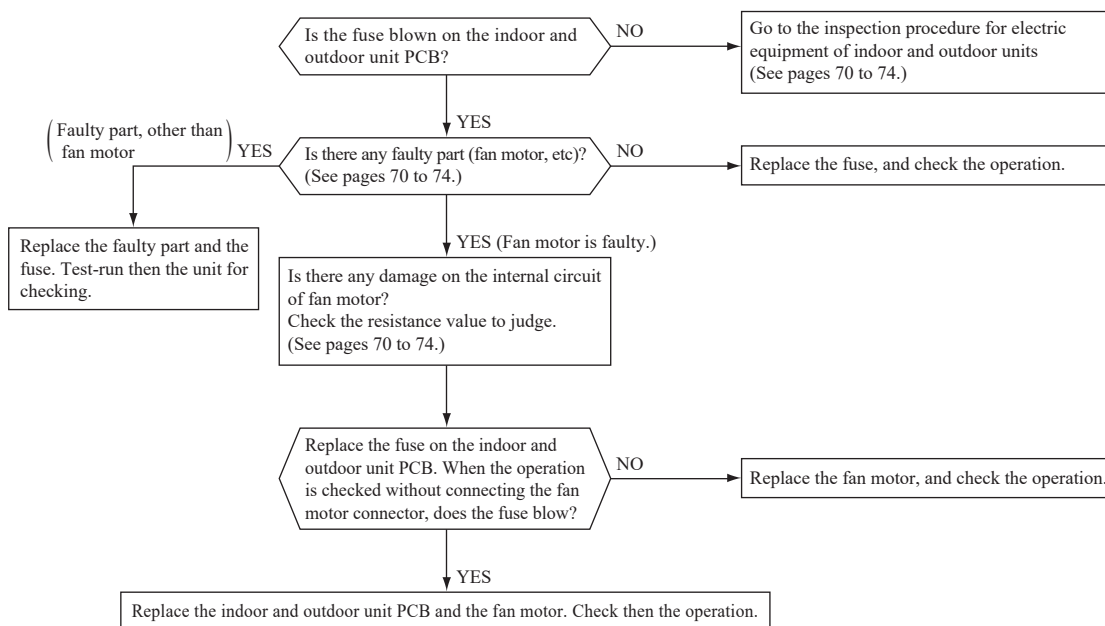 Is the fuse blown on the indoor and
outdoor unit PCB?
NO
Go to the inspection procedure for electric
equipment of indoor and outdoor units
(See pages 70 to 74.)
YES
(Faulty part, other than
fan motor)
YES
Is there any faulty part (fan motor, etc)?
(See pages 70 to 74.)
NO
Replace the fuse, and check the operation.
Replace the faulty part and the
fuse. Test-run then the unit for
checking.
YES (Fan motor is faulty.)
Is there any damage on the internal circuit
of fan motor?
Check the resistance value to judge.
(See pages 70 to 74.)
Replace the fuse on the indoor and
outdoor unit PCB. When the operation
is checked without connecting the fan
motor connector, does the fuse blow?
NO
Replace the fan motor, and check the operation.
YES
Replace the indoor and outdoor unit PCB and the fan motor. Check then the operation.